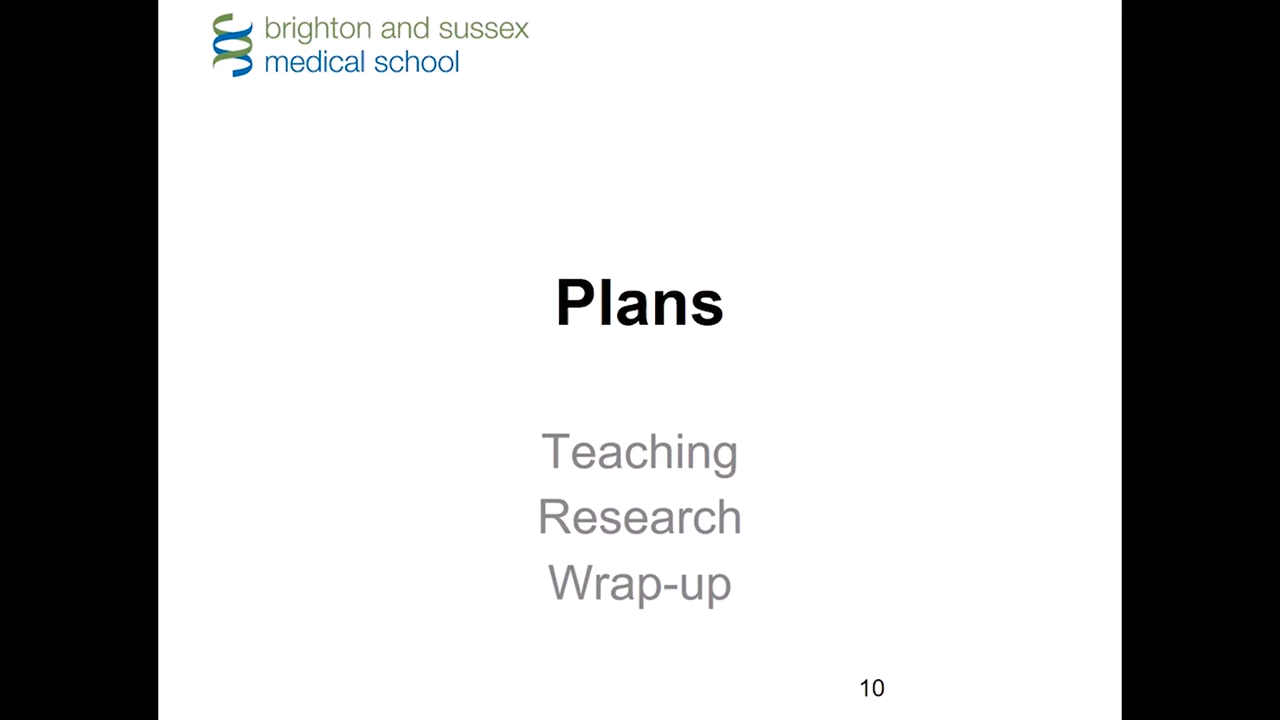 brighton and sussex
medical school
Plans
Teaching
Research
Wrap-up
10